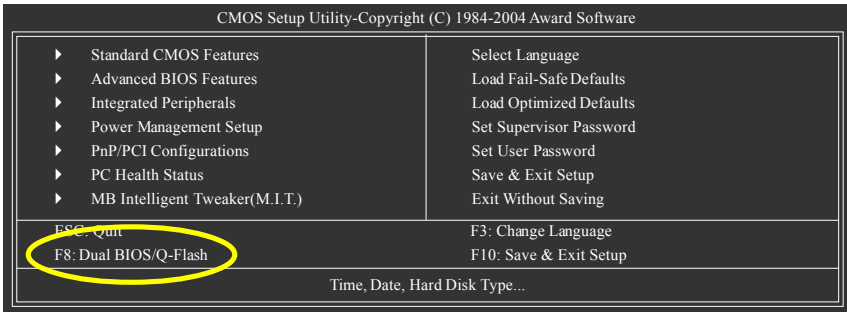 CMOS Setup Utility-Copyright (C) 1984-2004 Award Software
Standard CMOS Features
Advanced BIOS Features
Integrated Peripherals
Power Management Setup
PnP/PCI Configurations
PC Health Status
MB Intelligent Tweaker(M.I.T.)
Select Language
Load Fail-Safe Defaults
Load Optimized Defaults
Set Supervisor Password
Set User Password
Save & Exit Setup
Exit Without Saving
ESC: Quit
F3: Change Language
F8: Dual BIOS/Q-Flash
F10: Save & Exit Setup
Time, Date, Hard Disk Type...